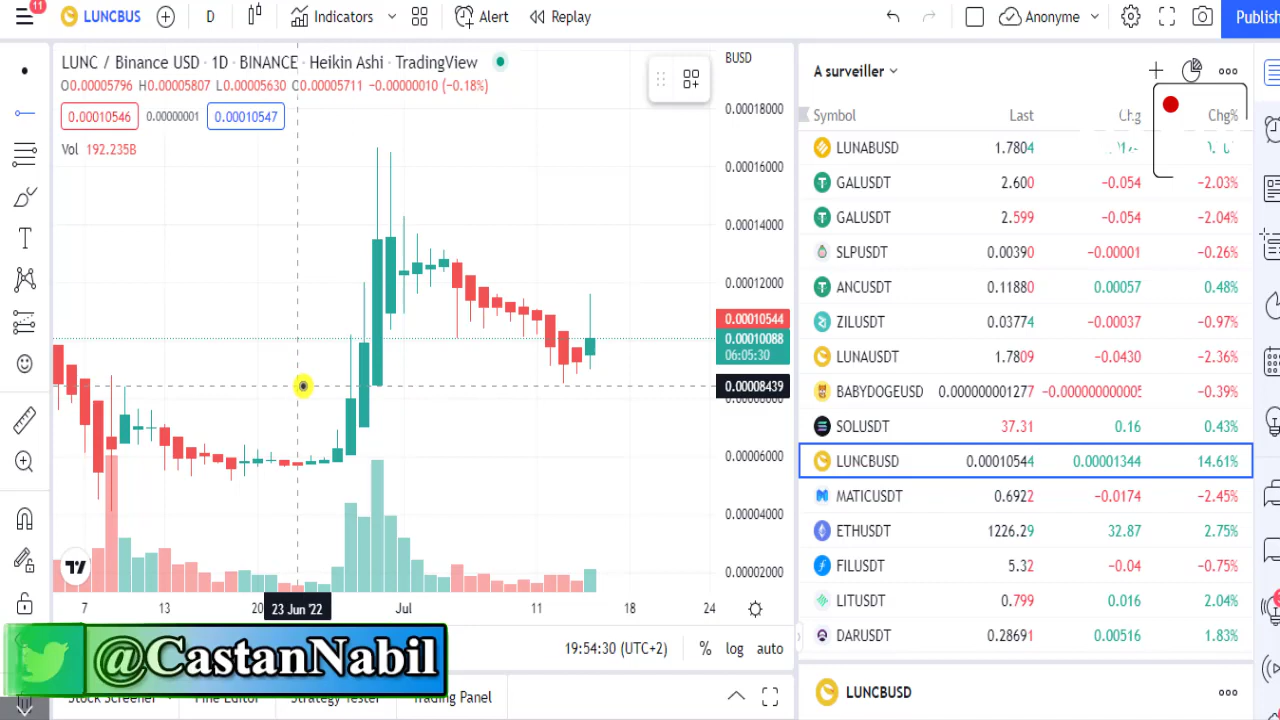 11
LUNCBUS
D
Indicators
Alert
Replay
Anonyme
Publish
LUNC / Binance USD · 1D · BINANCE · Heikin Ashi · TradingView
O0.00005796 H0.00005807 L0.00005630 C0.00005711 −0.00000010 (−0.18%)
0.00010546 0.00000001 0.00010547
Vol 192.235B
BUSD
0.00018000
0.00016000
0.00014000
0.00012000
0.00010544
0.00010088
06:05:30
0.00008439
0.00006000
0.00004000
0.00002000
7 13 20 23 Jun '22 Jul 11 18 24
19:54:30 (UTC+2) % log auto
@CastanNabil
Trading Panel
A surveiller
Symbol Last Chg Chg%
LUNABUSD 1.7804
GALUSDT 2.600 −0.054 −2.03%
GALUSDT 2.599 −0.054 −2.04%
SLPUSDT 0.00390 −0.00001 −0.26%
ANCUSDT 0.11880 0.00057 0.48%
ZILUSDT 0.03774 −0.00037 −0.97%
LUNAUSDT 1.7809 −0.0430 −2.36%
BABYDOGEUSD 0.000000001277 −0.000000000005 −0.39%
SOLUSDT 37.31 0.16 0.43%
LUNCBUSD 0.00010544 0.00001344 14.61%
MATICUSDT 0.6922 −0.0174 −2.45%
ETHUSDT 1226.29 32.87 2.75%
FILUSDT 5.32 −0.04 −0.75%
LITUSDT 0.799 0.016 2.04%
DARUSDT 0.28691 0.00516 1.83%
LUNCBUSD